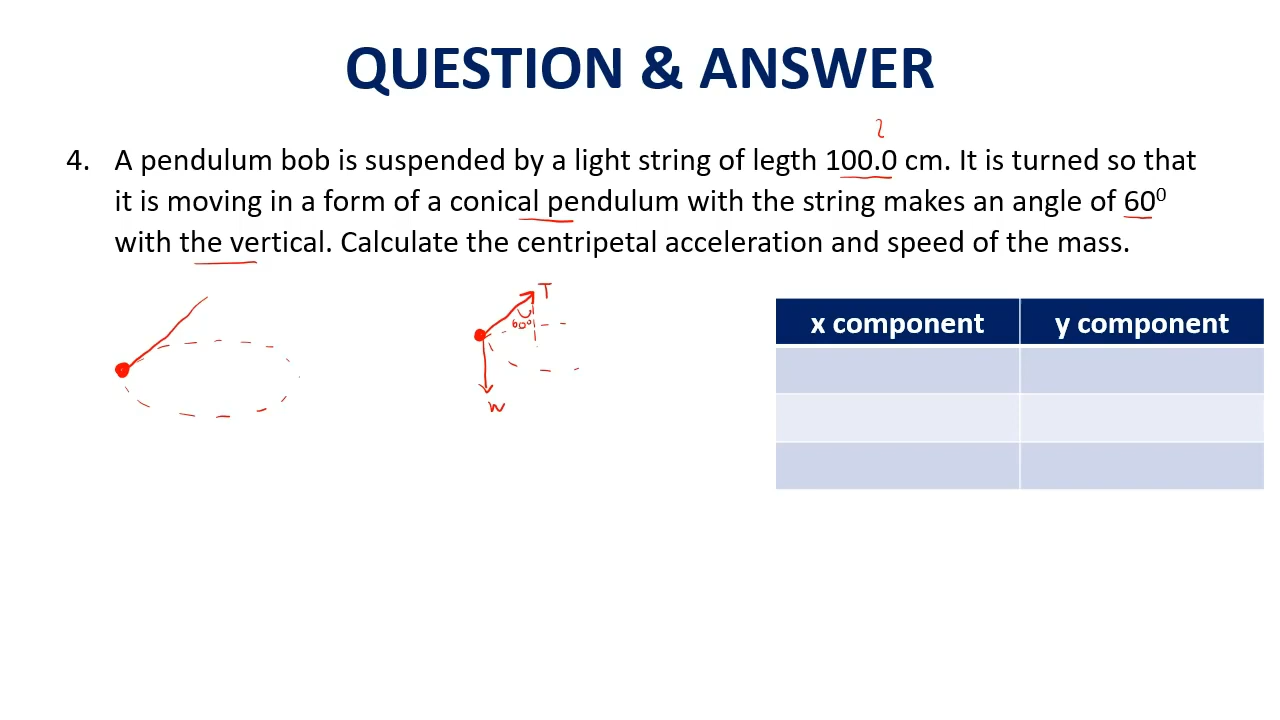 QUESTION & ANSWER
l
4. A pendulum bob is suspended by a light string of legth 100.0 cm. It is turned so that
it is moving in a form of a conical pendulum with the string makes an angle of 60⁰
with the vertical. Calculate the centripetal acceleration and speed of the mass.
T
60°
W
x component y component